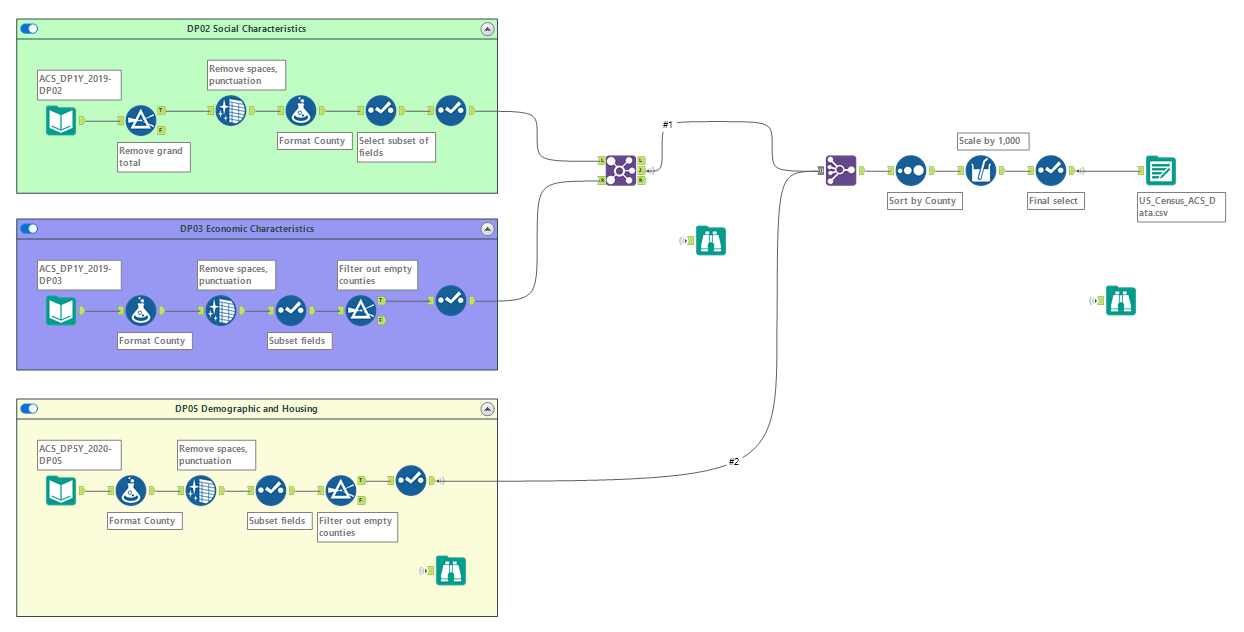 DP02 Social Characteristics
ACS_DP1Y_2019-
DP02
Remove spaces,
punctuation
T
F
Remove grand
total
Format County
Select subset of
fields
DP03 Economic Characteristics
ACS_DP1Y_2019-
DP03
Remove spaces,
punctuation
Filter out empty
counties
T
F
Format County
Subset fields
DP05 Demographic and Housing
ACS_DP5Y_2020-
DP05
Remove spaces,
punctuation
T
F
Format County
Subset fields
Filter out empty
counties
L
R
L
J
R
#1
#2
Scale by 1,000
Sort by County
Final select
US_Census_ACS_D
ata.csv